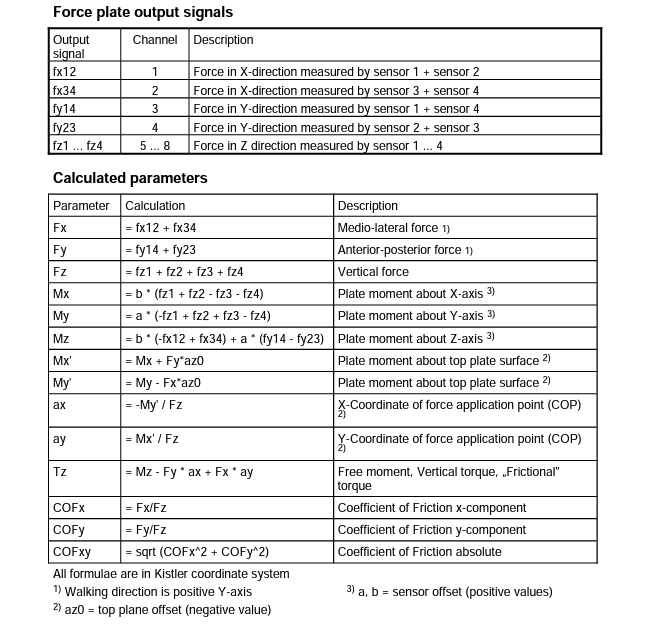 Force plate output signals
Output signal Channel Description
fx12 1 Force in X-direction measured by sensor 1 + sensor 2
fx34 2 Force in X-direction measured by sensor 3 + sensor 4
fy14 3 Force in Y-direction measured by sensor 1 + sensor 4
fy23 4 Force in Y-direction measured by sensor 2 + sensor 3
fz1 ... fz4 5 ... 8 Force in Z direction measured by sensor 1 ... 4
Calculated parameters
Parameter Calculation Description
Fx = fx12 + fx34 Medio-lateral force 1)
Fy = fy14 + fy23 Anterior-posterior force 1)
Fz = fz1 + fz2 + fz3 + fz4 Vertical force
Mx = b * (fz1 + fz2 - fz3 - fz4) Plate moment about X-axis 3)
My = a * (-fz1 + fz2 + fz3 - fz4) Plate moment about Y-axis 3)
Mz = b * (-fx12 + fx34) + a * (fy14 - fy23) Plate moment about Z-axis 3)
Mx' = Mx + Fy*az0 Plate moment about top plate surface 2)
My' = My - Fx*az0 Plate moment about top plate surface 2)
ax = -My' / Fz X-Coordinate of force application point (COP)
2)
ay = Mx' / Fz Y-Coordinate of force application point (COP)
2)
Tz = Mz - Fy * ax + Fx * ay Free moment, Vertical torque, „Frictional"
torque
COFx = Fx/Fz Coefficient of Friction x-component
COFy = Fy/Fz Coefficient of Friction y-component
COFxy = sqrt (COFx^2 + COFy^2) Coefficient of Friction absolute
All formulae are in Kistler coordinate system
1) Walking direction is positive Y-axis 3) a, b = sensor offset (positive values)
2) az0 = top plane offset (negative value)